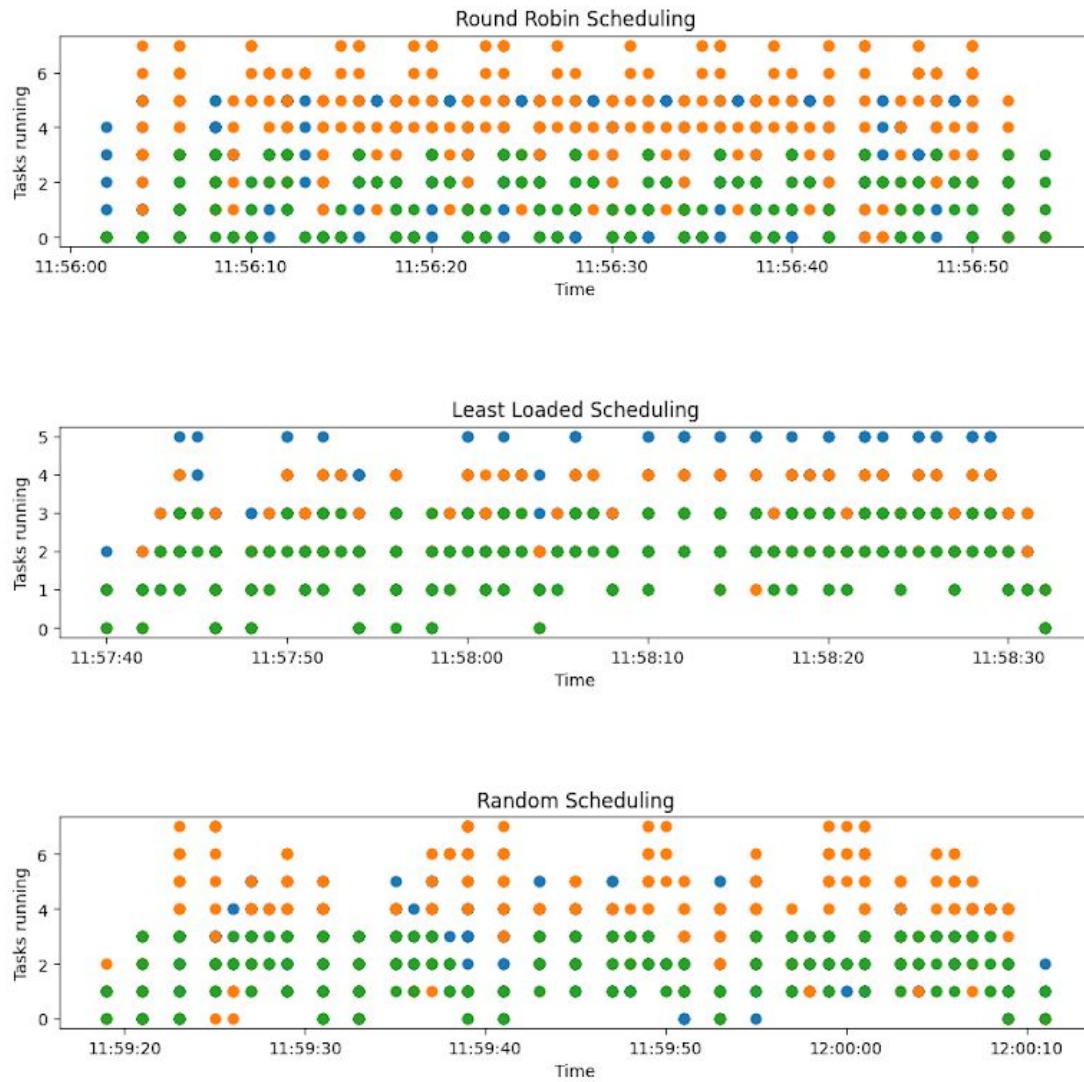 Round Robin Scheduling
6
4
2
0
Tasks running
11:56:00 11:56:10 11:56:20 11:56:30 11:56:40 11:56:50
Time
Least Loaded Scheduling
5
4
3
2
1
0
Tasks running
11:57:40 11:57:50 11:58:00 11:58:10 11:58:20 11:58:30
Time
Random Scheduling
6
4
2
0
Tasks running
11:59:20 11:59:30 11:59:40 11:59:50 12:00:00 12:00:10
Time